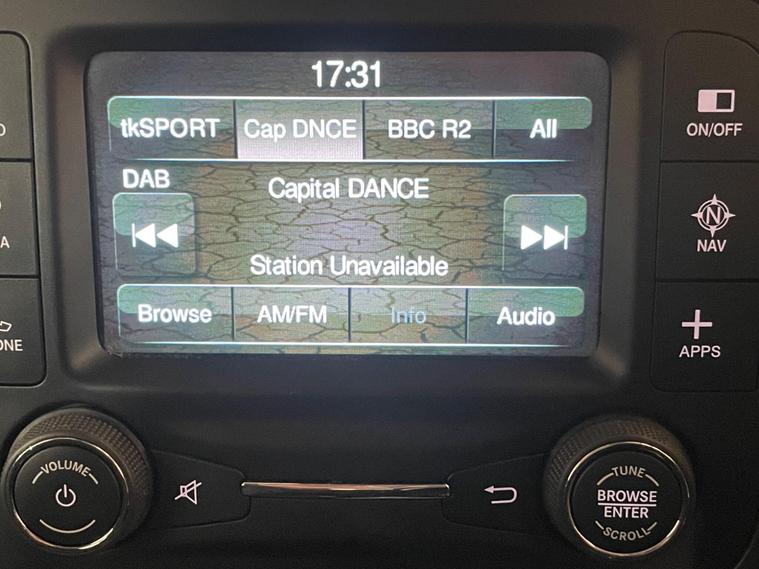 17:31
tkSPORT Cap DNCE BBC R2 All
DAB
Capital DANCE
Station Unavailable
Browse AM/FM Info Audio
ON/OFF
N
NAV
APPS
VOLUME
TUNE
BROWSE
ENTER
SCROLL